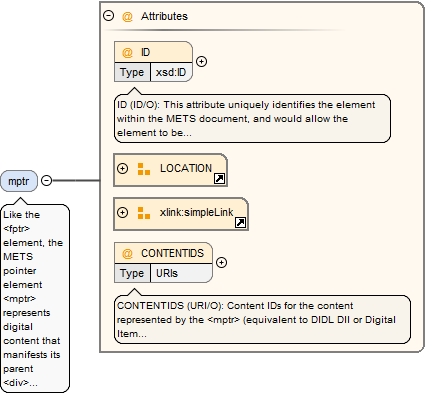 @ Attributes
@ ID
Type xsd:ID
ID (ID/O): This attribute uniquely identifies the element
within the METS document, and would allow the
element to be...
LOCATION
xlink:simpleLink
@ CONTENTIDS
Type URIs
CONTENTIDS (URI/O): Content IDs for the content
represented by the <mptr> (equivalent to DIDL DII or Digital
Item...
mptr
Like the
<fptr>
element, the
METS
pointer
element
<mptr>
represents
digital
content that
manifests its
parent
<div>...